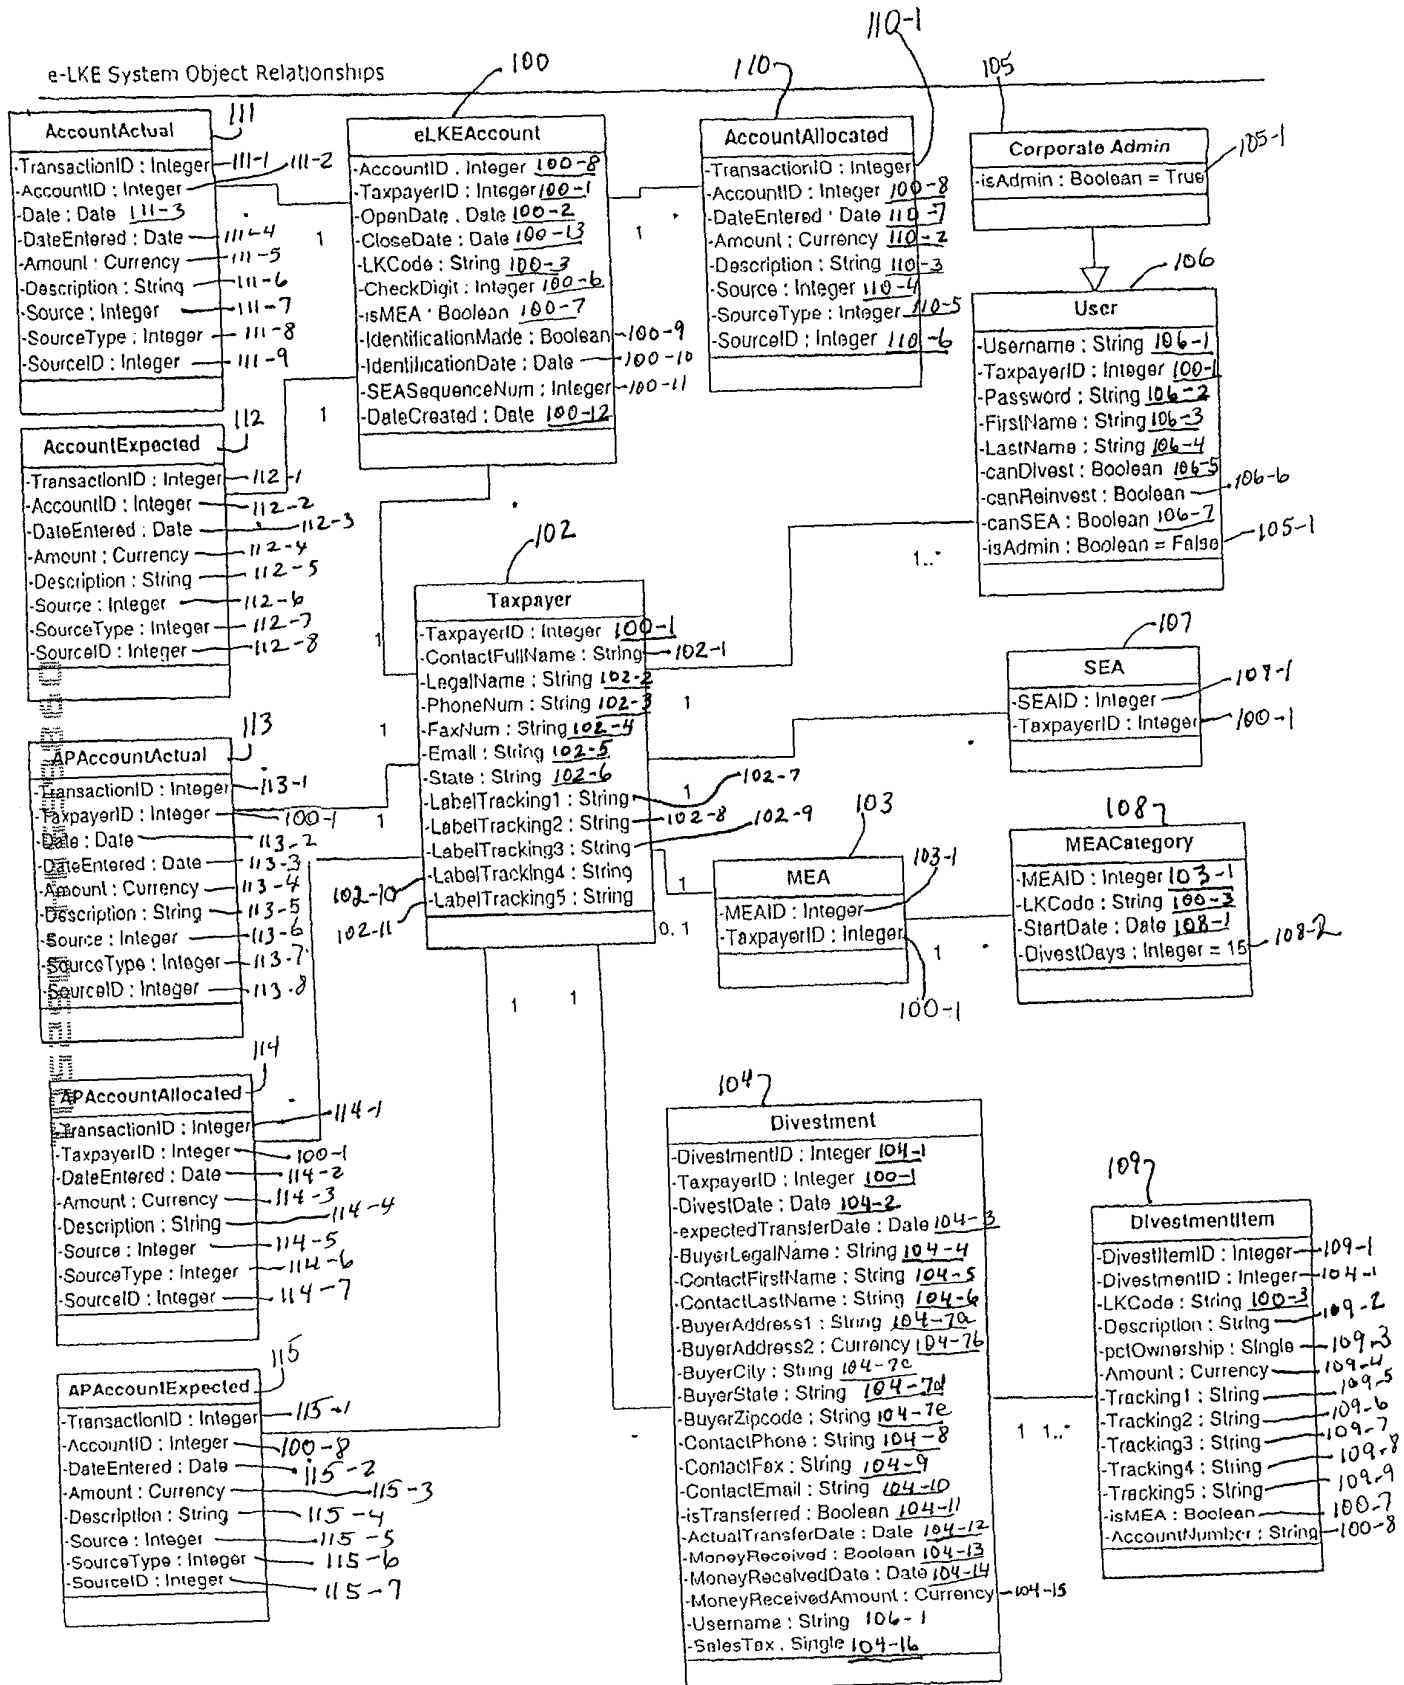 e-LKE System Object Relationships
111
AccountActual
-TransactionID : Integer 111-1
-AccountID : Integer 111-2
-Date : Date 111-3
-DateEntered : Date 111-4
-Amount : Currency 111-5
-Description : String 111-6
-Source : Integer 111-7
-SourceType : Integer 111-8
-SourceID : Integer 111-9
100
eLKEAccount
-AccountID . Integer 100-8
-TaxpayerID : Integer 100-1
-OpenDate . Date 100-2
-CloseDate : Date 100-13
-LKCode : String 100-3
-CheckDigit : Integer 100-6
-isMEA ' Boolean 100-7
-IdentificationMade : Boolean 100-9
-IdentificationDate : Date 100-10
-SEASequenceNum : Integer 100-11
-DateCreated : Date 100-12
110
110-1
AccountAllocated
-TransactionID : Integer
-AccountID : Integer 100-8
-DateEntered ' Date 110-7
-Amount : Currency 110-2
-Description : String 110-3
-Source : Integer 110-4
-SourceType : Integer 110-5
-SourceID : Integer 110-6
105
Corporate Admin
-isAdmin : Boolean = True
105-1
106
User
-Username : String 106-1
-TaxpayerID : Integer 100-1
-Password : String 106-2
-FirstName : String 106-3
-LastName : String 106-4
-canDivest : Boolean 106-5
-canReinvest : Boolean 106-6
-canSEA : Boolean 106-7
-isAdmin : Boolean = False 105-1
112
AccountExpected
-TransactionID : Integer 112-1
-AccountID : Integer 112-2
-DateEntered : Date 112-3
-Amount : Currency 112-4
-Description : String 112-5
-Source : Integer 112-6
-SourceType : Integer 112-7
-SourceID : Integer 112-8
1
1
1
1..*
102
Taxpayer
-TaxpayerID : Integer 100-1
-ContactFullName : String 102-1
-LegalName : String 102-2
-PhoneNum : String 102-3
-FaxNum : String 102-4
-Email : String 102-5
-State : String 102-6
-LabelTracking1 : String 102-7
-LabelTracking2 : String 102-8
-LabelTracking3 : String 102-9
-LabelTracking4 : String
-LabelTracking5 : String
102-10
102-11
1
1
1
1
1
1
0, 1
1
1
107
SEA
-SEAID : Integer 107-1
-TaxpayerID : Integer 100-1
103
MEA
-MEAID : Integer 103-1
-TaxpayerID : Integer
100-1
1
108
MEACategory
-MEAID : Integer 103-1
-LKCode : String 100-3
-StartDate : Date 108-1
-DivestDays : Integer = 15 108-2
113
APAccountActual
-TransactionID : Integer 113-1
-TaxpayerID : Integer 100-1
-Date : Date 113-2
-DateEntered : Date 113-3
-Amount : Currency 113-4
-Description : String 113-5
-Source : Integer 113-6
-SourceType : Integer 113-7
-SourceID : Integer 113-8
114
APAccountAllocated
-TransactionID : Integer 114-1
-TaxpayerID : Integer 100-1
-DateEntered : Date 114-2
-Amount : Currency 114-3
-Description : String 114-4
-Source : Integer 114-5
-SourceType : Integer 114-6
-SourceID : Integer 114-7
115
APAccountExpected
-TransactionID : Integer 115-1
-AccountID : Integer 100-8
-DateEntered : Date 115-2
-Amount : Currency 115-3
-Description : String 115-4
-Source : Integer 115-5
-SourceType : Integer 115-6
-SourceID : Integer 115-7
104
Divestment
-DivestmentID : Integer 104-1
-TaxpayerID : Integer 100-1
-DivestDate : Date 104-2
-expectedTransferDate : Date 104-3
-BuyerLegalName : String 104-4
-ContactFirstName : String 104-5
-ContactLastName : String 104-6
-BuyerAddress1 : String 104-7a
-BuyerAddress2 : Currency 104-7b
-BuyerCity : String 104-7c
-BuyerState : String 104-7d
-BuyerZipcode : String 104-7e
-ContactPhone : String 104-8
-ContactFax : String 104-9
-ContactEmail : String 104-10
-isTransferred : Boolean 104-11
-ActualTransferDate : Date 104-12
-MoneyReceived : Boolean 104-13
-MoneyReceivedDate : Date 104-14
-MoneyReceivedAmount : Currency 104-15
-Username : String 106-1
-SalesTax . Single 104-16
1 1..*
109
DivestmentItem
-DivestItemID : Integer 109-1
-DivestmentID : Integer 104-1
-LKCode : String 100-3
-Description : String 109-2
-pctOwnership : Single 109-3
-Amount : Currency 109-4
-Tracking1 : String 109-5
-Tracking2 : String 109-6
-Tracking3 : String 109-7
-Tracking4 : String 109-8
-Tracking5 : String 109-9
-isMEA : Boolean 100-7
-AccountNumber : String 100-8